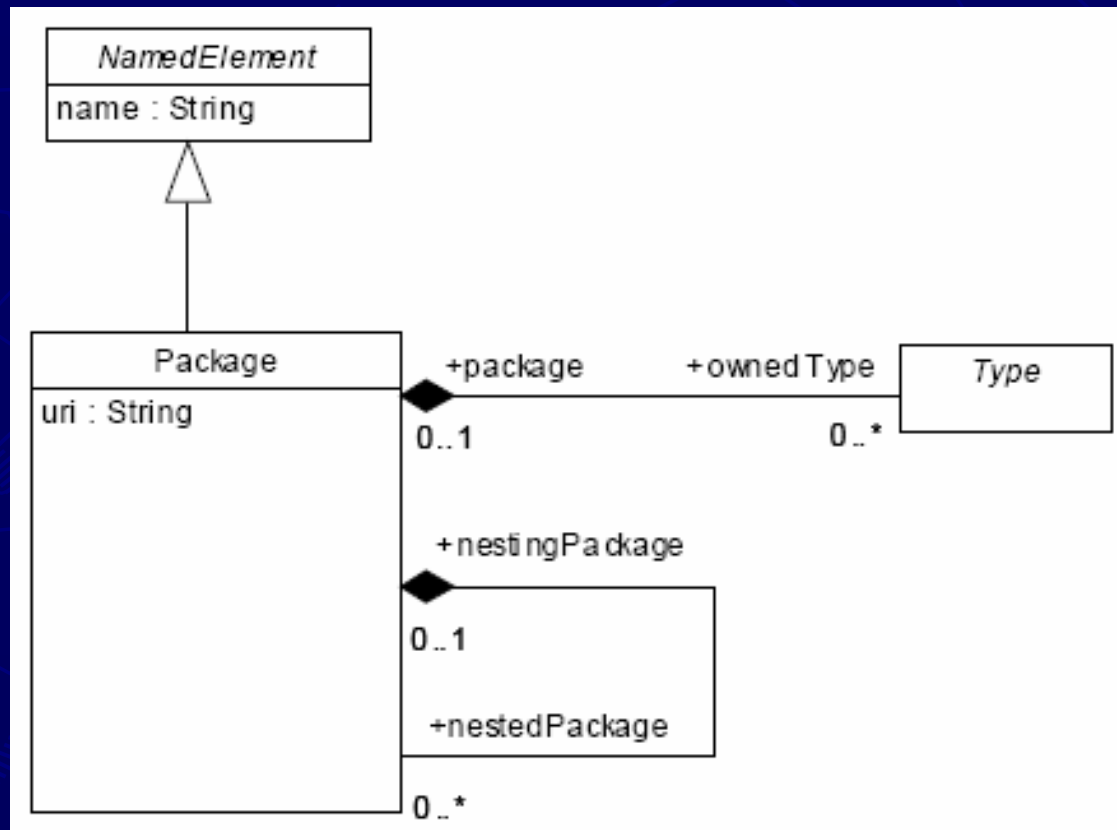 NamedElement
name : String
Package
uri : String
+package
+ownedType
Type
0..1
0..*
+nestingPackage
0..1
+nestedPackage
0..*